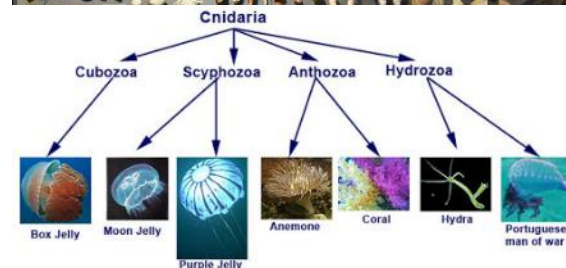 Cnidaria
Cubozoa Scyphozoa Anthozoa Hydrozoa
Box Jelly
Moon Jelly
Purple Jelly
Anemone
Coral
Hydra
Portuguese
man of war